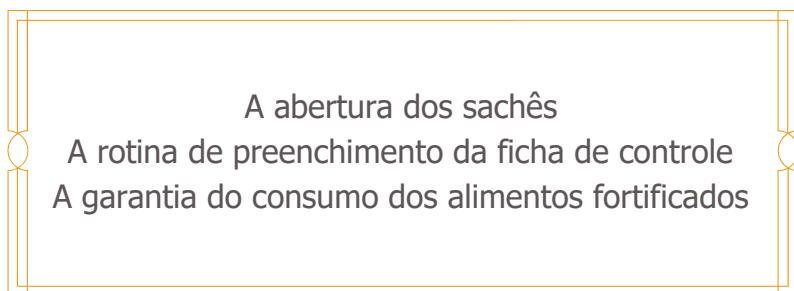 A abertura dos sachês
A rotina de preenchimento da ficha de controle
A garantia do consumo dos alimentos fortificados